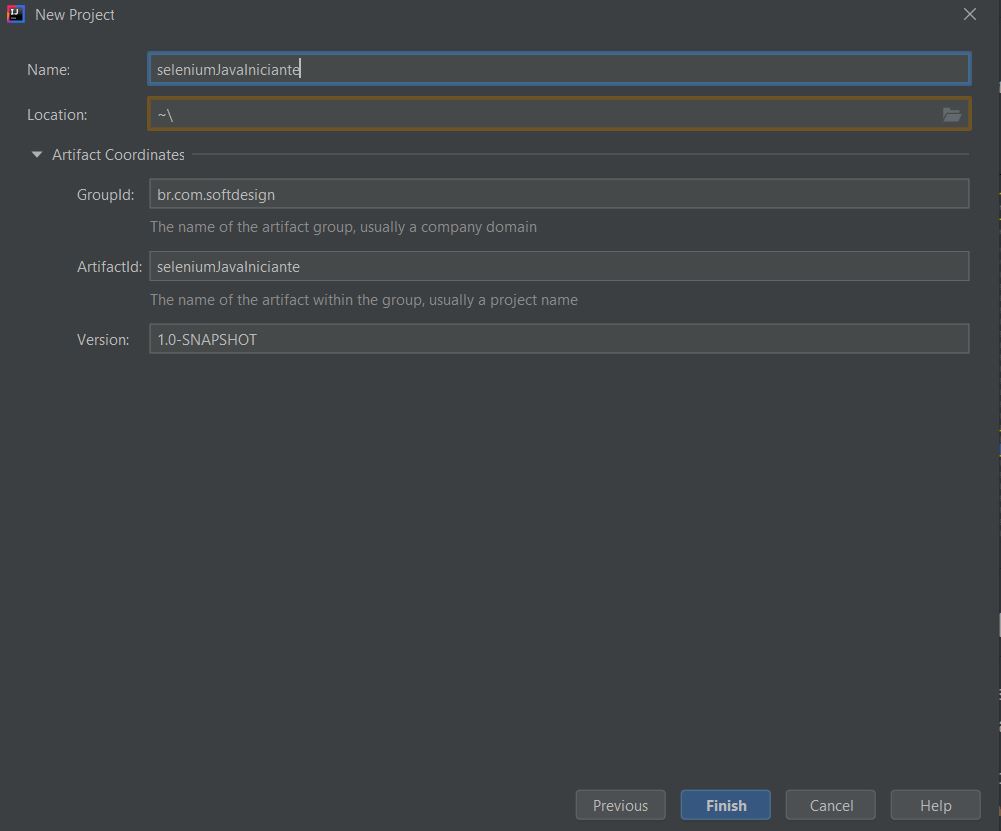 New Project
Name: seleniumJavaIniciante
Location: ~\
Artifact Coordinates
GroupId: br.com.softdesign
The name of the artifact group, usually a company domain
ArtifactId: seleniumJavaIniciante
The name of the artifact within the group, usually a project name
Version: 1.0-SNAPSHOT
Previous Finish Cancel Help